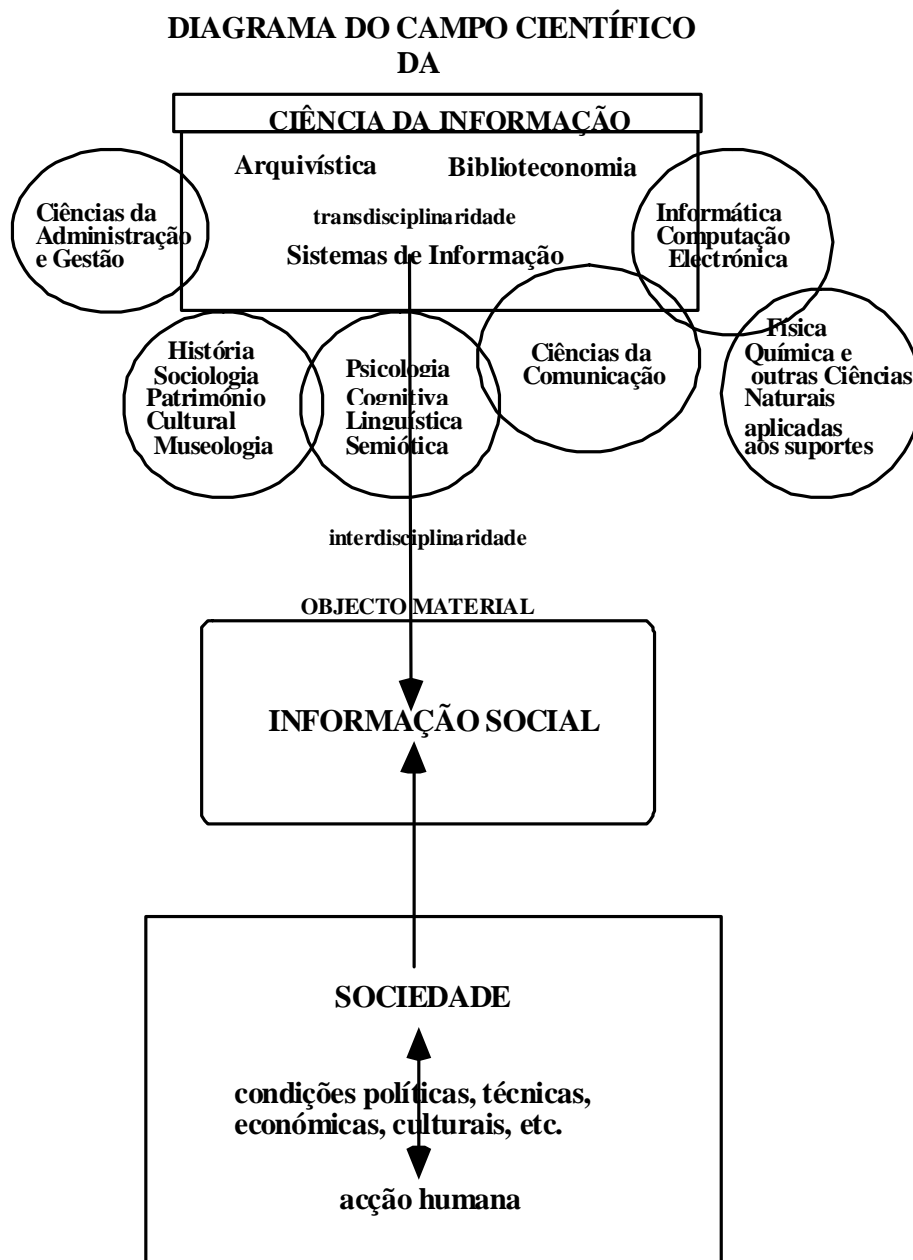 DIAGRAMA DO CAMPO CIENTÍFICO
DA
CIÊNCIA DA INFORMAÇÃO
Arquivística
Biblioteconomia
transdisciplinaridade
Sistemas de Informação
Ciências da
Administração
e Gestão
Informática
Computação
Electrónica
História
Sociologia
Património
Cultural
Museologia
Psicologia
Cognitiva
Linguística
Semiótica
Ciências da
Comunicação
Física
Química e
outras Ciências
Naturais
aplicadas
aos suportes
interdisciplinaridade
OBJECTO MATERIAL
INFORMAÇÃO SOCIAL
SOCIEDADE
condições políticas, técnicas,
económicas, culturais, etc.
acção humana